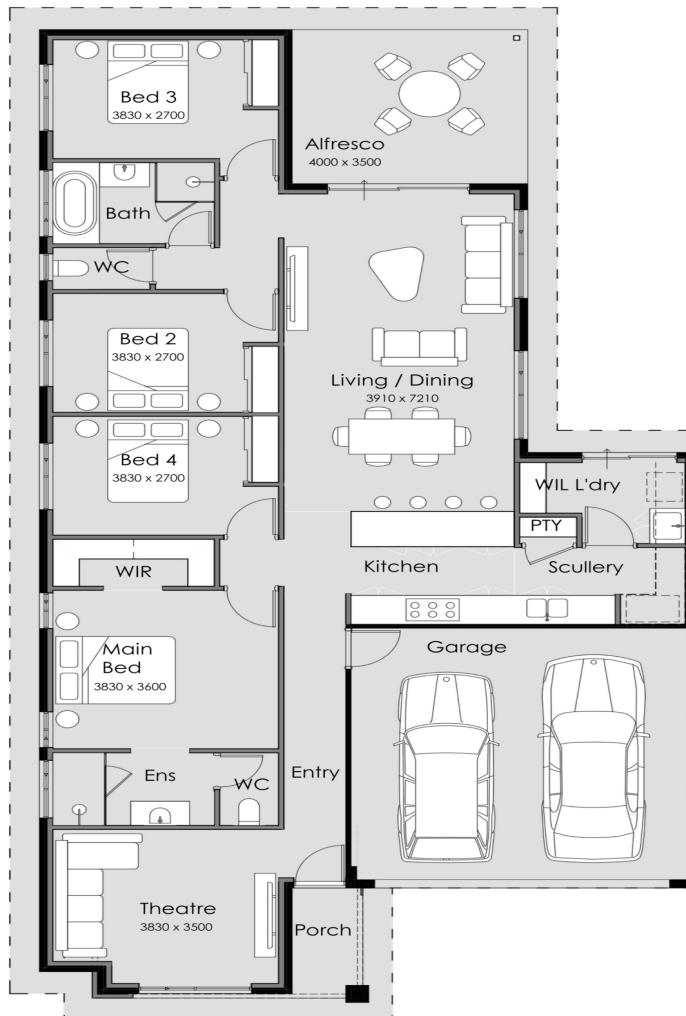 Bed 3
3830 x 2700
Alfresco
4000 x 3500
Bath
WC
Bed 2
3830 x 2700
Living / Dining
3910 x 7210
Bed 4
3830 x 2700
WIL L'dry
PTY
WIR
Kitchen
Scullery
Main
Bed
3830 x 3600
Garage
Ens
WC
Entry
Theatre
3830 x 3500
Porch